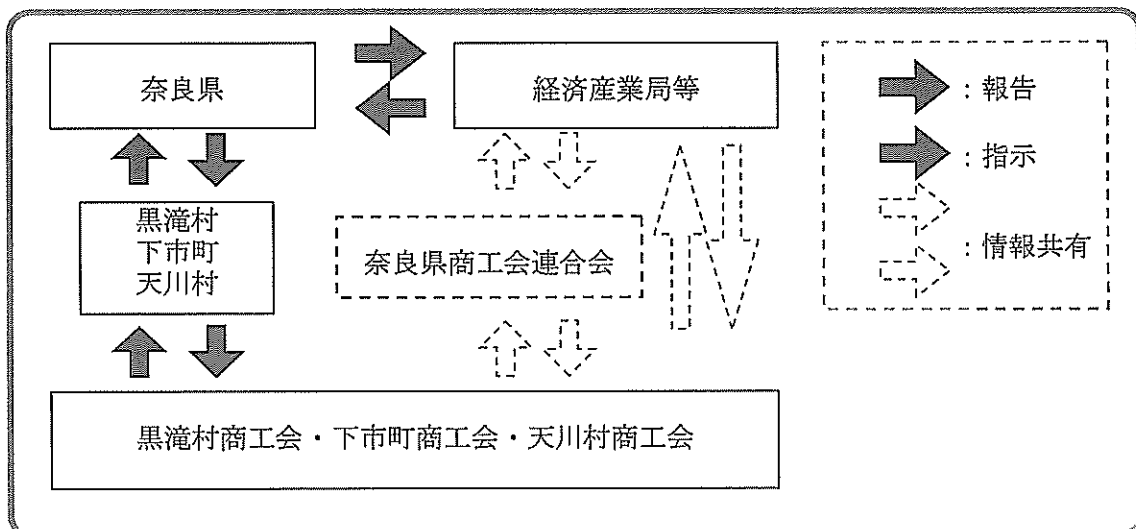 奈良県
経済産業局等
：報告
：指示
：情報共有
黒滝村
下市町
天川村
奈良県商工会連合会
黒滝村商工会・下市町商工会・天川村商工会